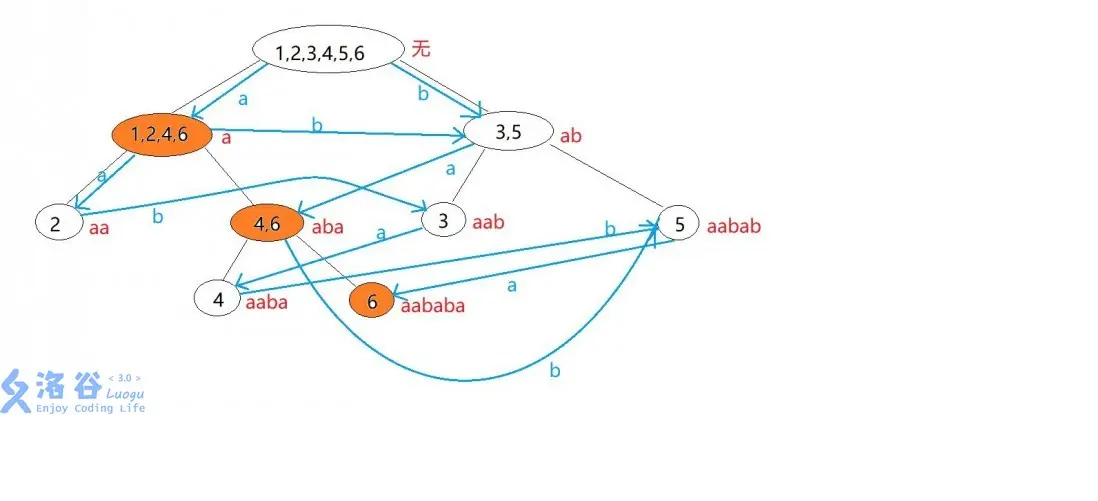 1,2,3,4,5,6 无
a b
1,2,4,6 a b 3,5 ab
a a
2 aa b 4,6 aba a 3 aab b 5 aabab
4 aaba 6 aababa a
b
洛谷 < 3.0 >
Luogu
Enjoy Coding Life